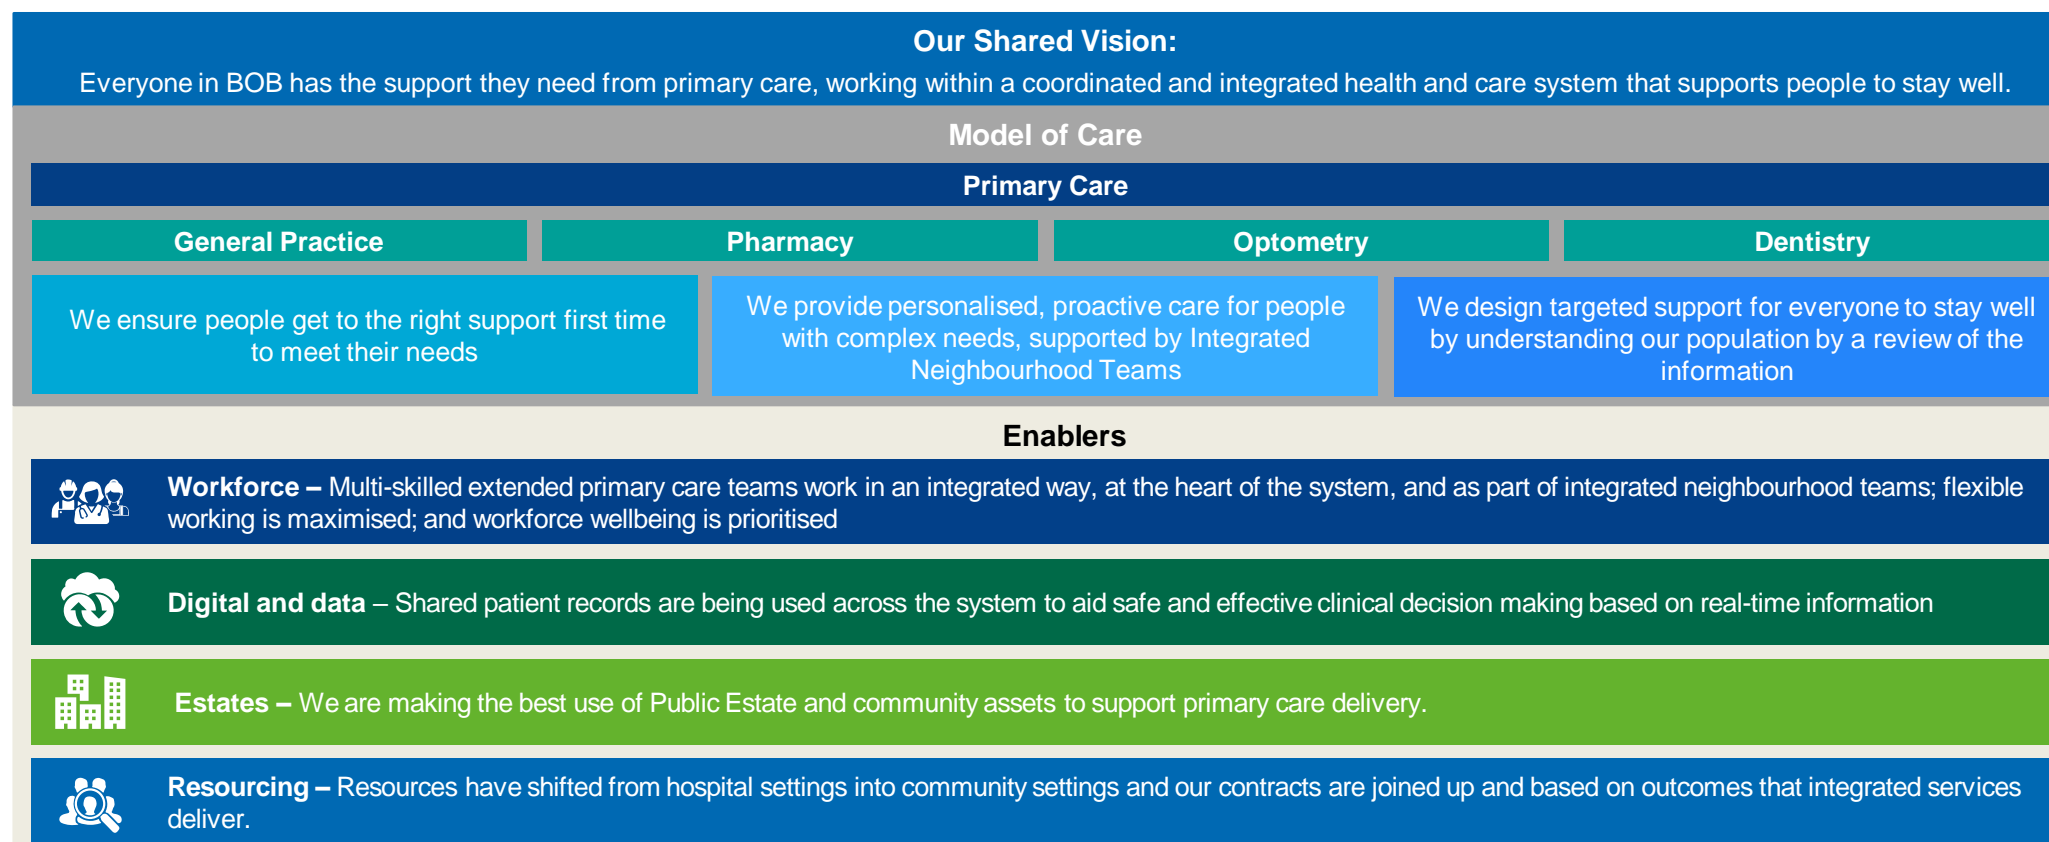 Our Shared Vision:
Everyone in BOB has the support they need from primary care, working within a coordinated and integrated health and care system that supports people to stay well.
Model of Care
Primary Care
General Practice
Pharmacy
Optometry
Dentistry
We ensure people get to the right support first time
to meet their needs
We provide personalised, proactive care for people
with complex needs, supported by Integrated
Neighbourhood Teams
We design targeted support for everyone to stay well
by understanding our population by a review of the
information
Enablers
Workforce – Multi-skilled extended primary care teams work in an integrated way, at the heart of the system, and as part of integrated neighbourhood teams; flexible
working is maximised; and workforce wellbeing is prioritised
Digital and data – Shared patient records are being used across the system to aid safe and effective clinical decision making based on real-time information
Estates – We are making the best use of Public Estate and community assets to support primary care delivery.
Resourcing – Resources have shifted from hospital settings into community settings and our contracts are joined up and based on outcomes that integrated services
deliver.